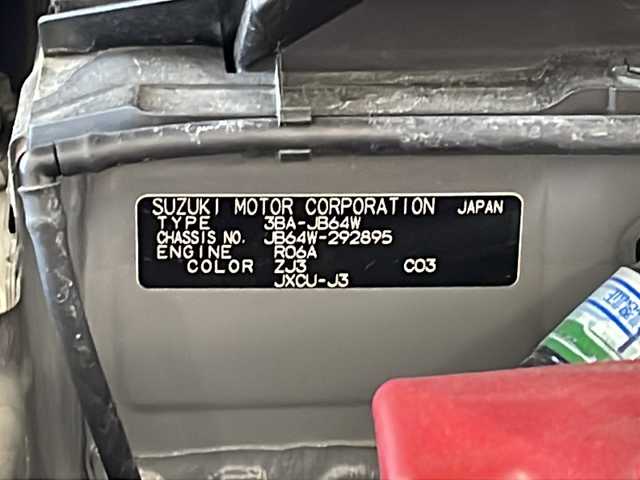 SUZUKI MOTOR CORPORATION JAPAN
TYPE 3BA-JB64W
CHASSIS NO. JB64W-292895
ENGINE R06A
COLOR ZJ3 C03
JXCU-J3